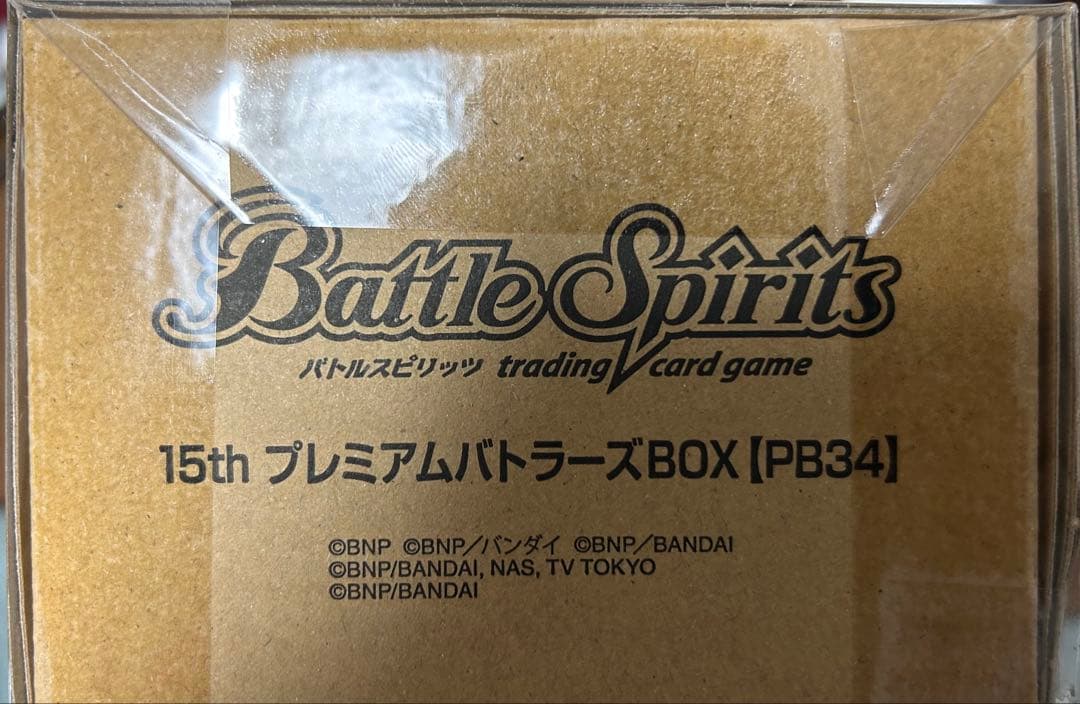 Battle Spirits
バトルスピリッツ trading card game
15th プレミアムバトラーズBOX【PB34】
©BNP ©BNP／バンダイ ©BNP／BANDAI
©BNP/BANDAI, NAS, TV TOKYO
©BNP/BANDAI